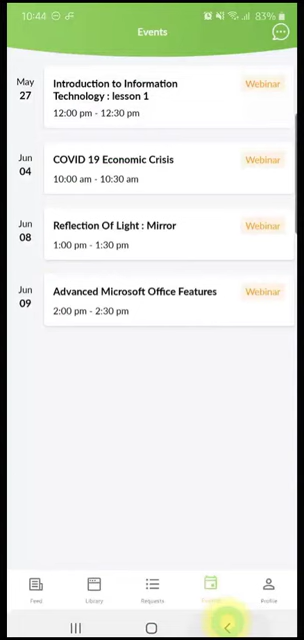 10:44 83%
Events
May
27
Introduction to Information
Technology : lesson 1
Webinar
12:00 pm - 12:30 pm
Jun
04
COVID 19 Economic Crisis
Webinar
10:00 am - 10:30 am
Jun
08
Reflection Of Light : Mirror
Webinar
1:00 pm - 1:30 pm
Jun
09
Advanced Microsoft Office Features
Webinar
2:00 pm - 2:30 pm
Feed Library Requests Profile